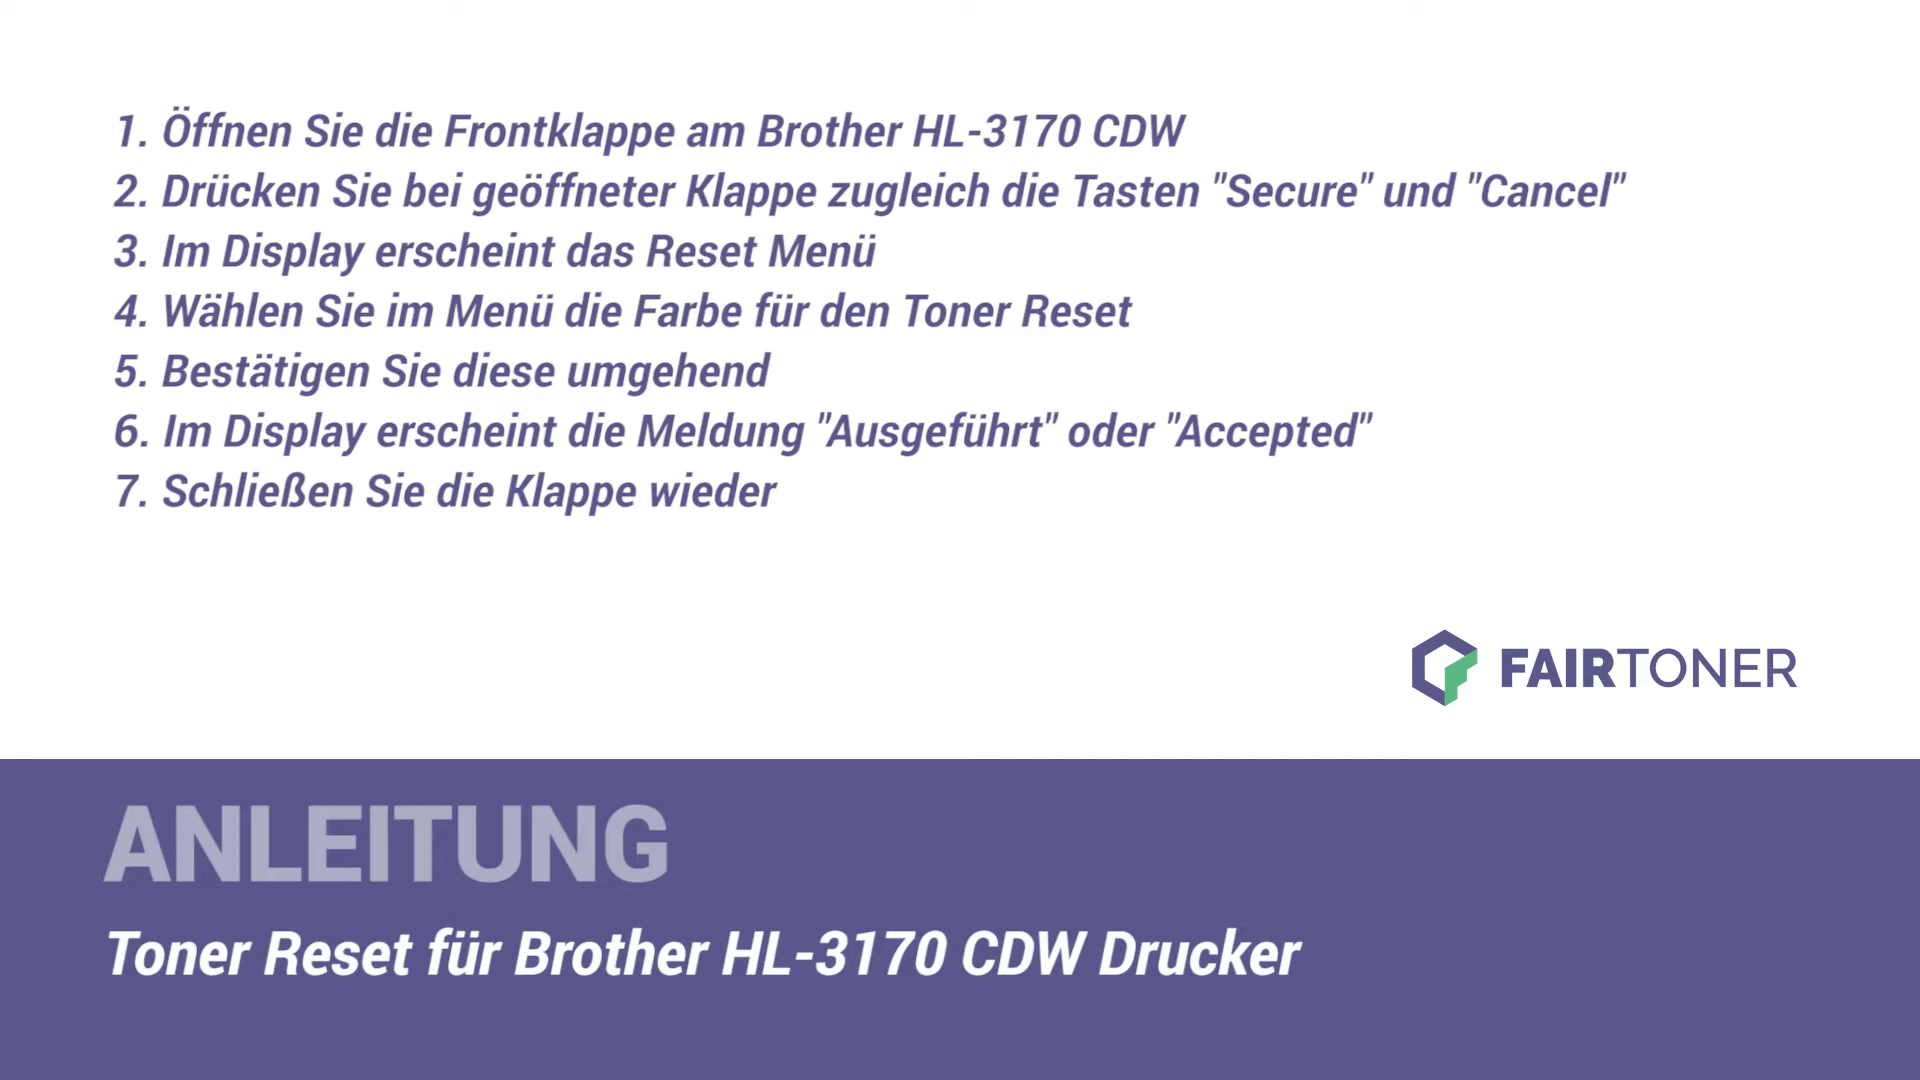 1. Öffnen Sie die Frontklappe am Brother HL-3170 CDW
2. Drücken Sie bei geöffneter Klappe zugleich die Tasten "Secure" und "Cancel"
3. Im Display erscheint das Reset Menü
4. Wählen Sie im Menü die Farbe für den Toner Reset
5. Bestätigen Sie diese umgehend
6. Im Display erscheint die Meldung "Ausgeführt" oder "Accepted"
7. Schließen Sie die Klappe wieder
FAIRTONER
ANLEITUNG
Toner Reset für Brother HL-3170 CDW Drucker